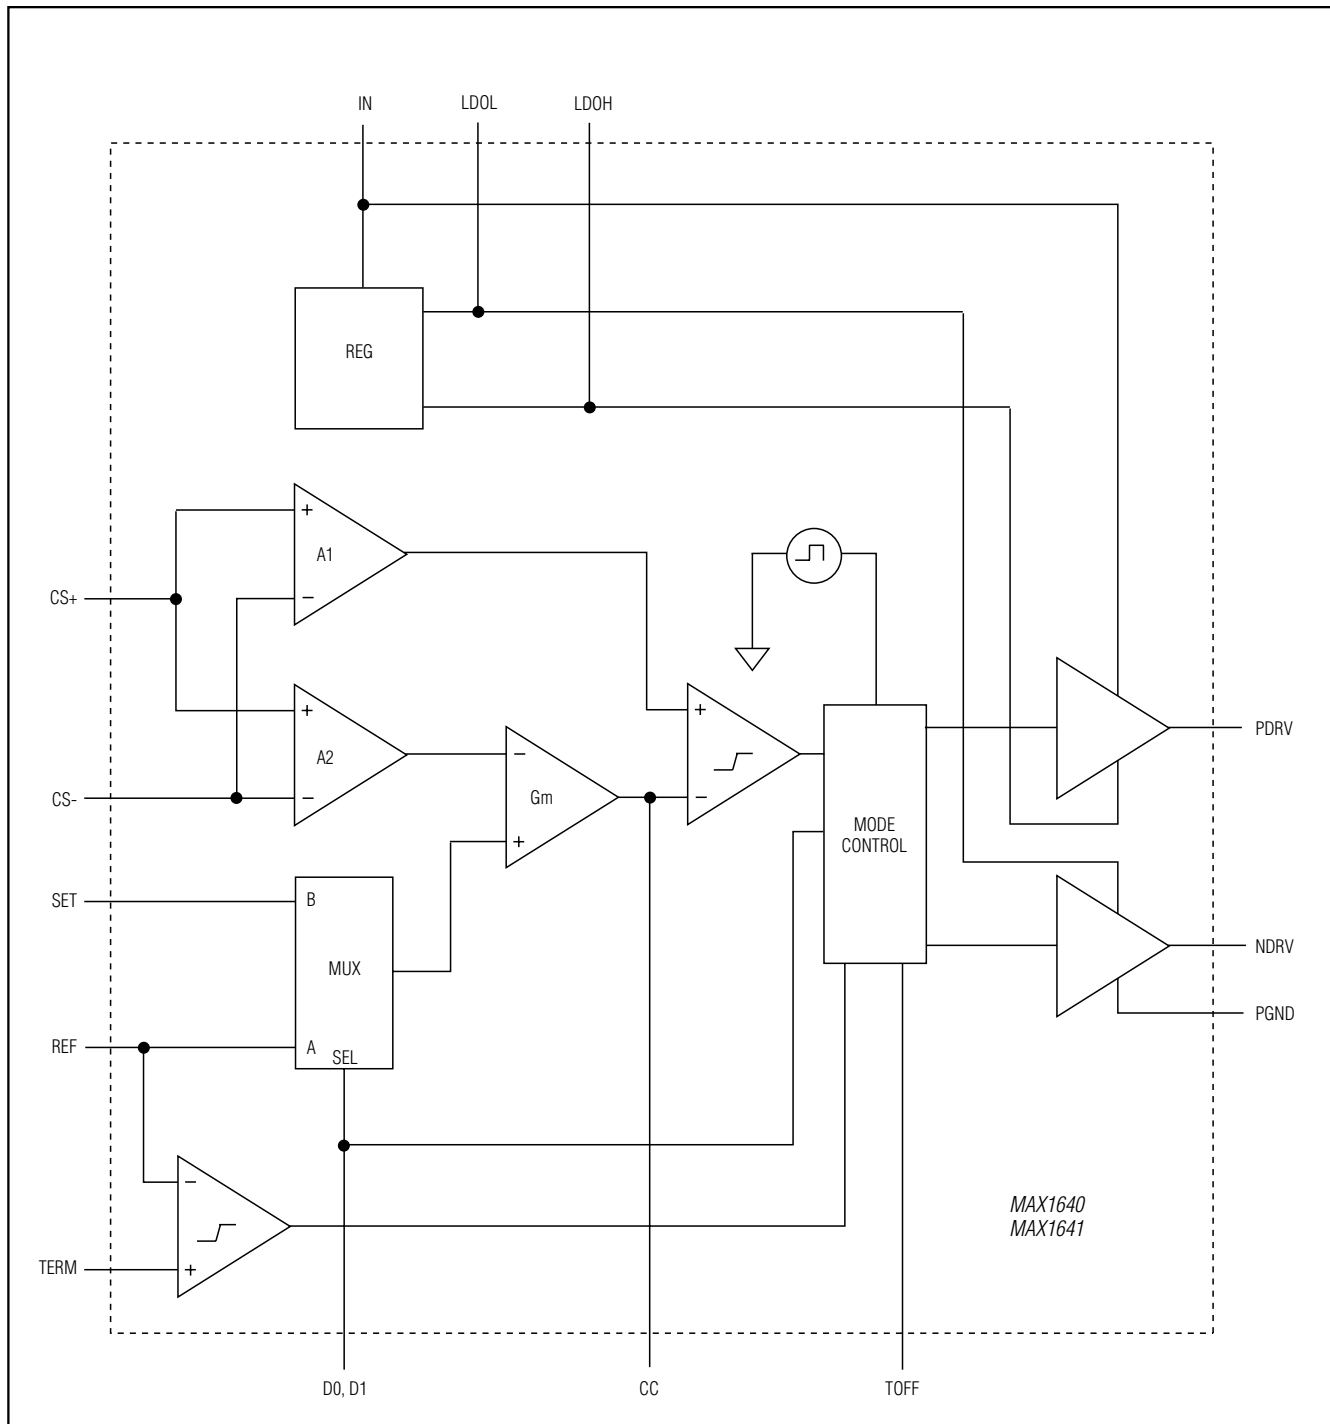 IN
LDOL
LDOH
REG
+
A1
−
CS+
+
A2
−
CS-
−
Gm
+
+
−
MODE
CONTROL
PDRV
NDRV
PGND
SET
B
MUX
REF
A
SEL
−
+
TERM
MAX1640
MAX1641
D0, D1
CC
TOFF